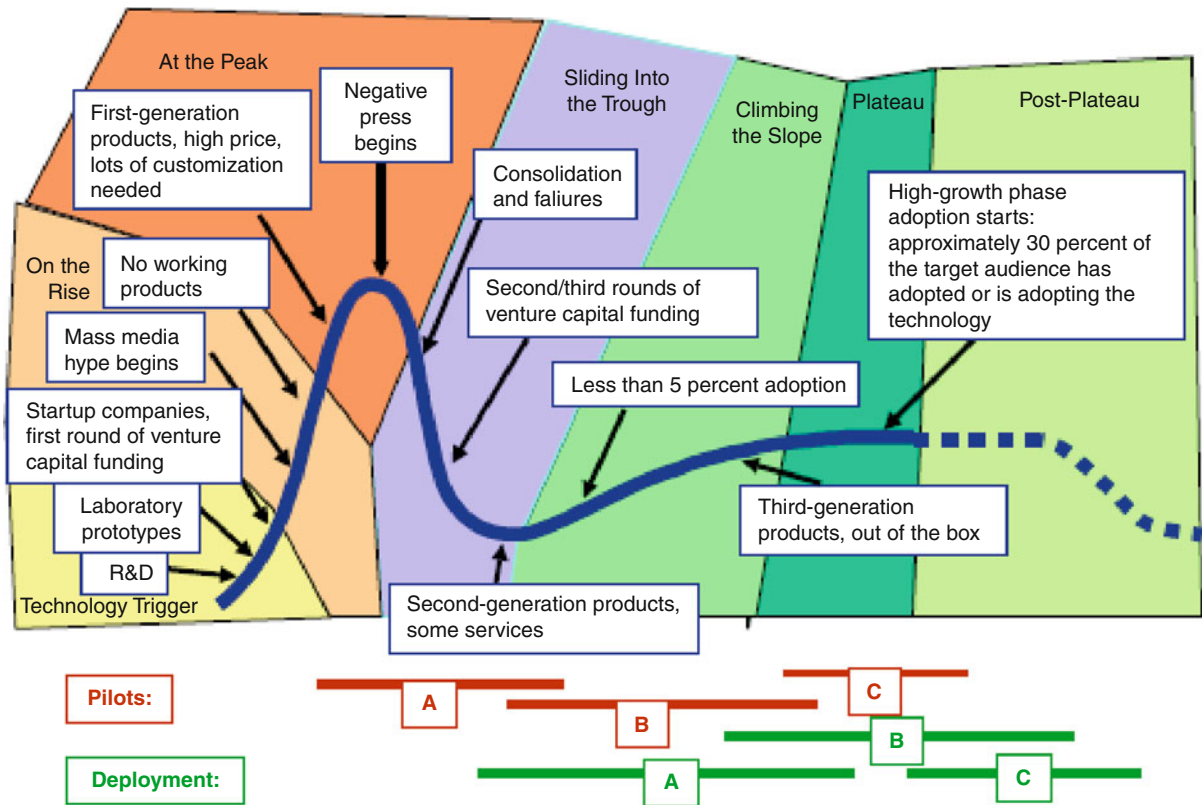 At the Peak
First-generation
products, high price,
lots of customization
needed
Negative
press
begins
Sliding Into
the Trough
Climbing
the Slope
Plateau
Post-Plateau
Consolidation
and faliures
High-growth phase
adoption starts:
approximately 30 percent of
the target audience has
adopted or is adopting the
technology
On the
Rise
No working
products
Mass media
hype begins
Second/third rounds of
venture capital funding
Less than 5 percent adoption
Startup companies,
first round of venture
capital funding
Laboratory
prototypes
R&D
Technology Trigger
Third-generation
products, out of the box
Second-generation products,
some services
Pilots:
A
B
C
Deployment:
A
B
C